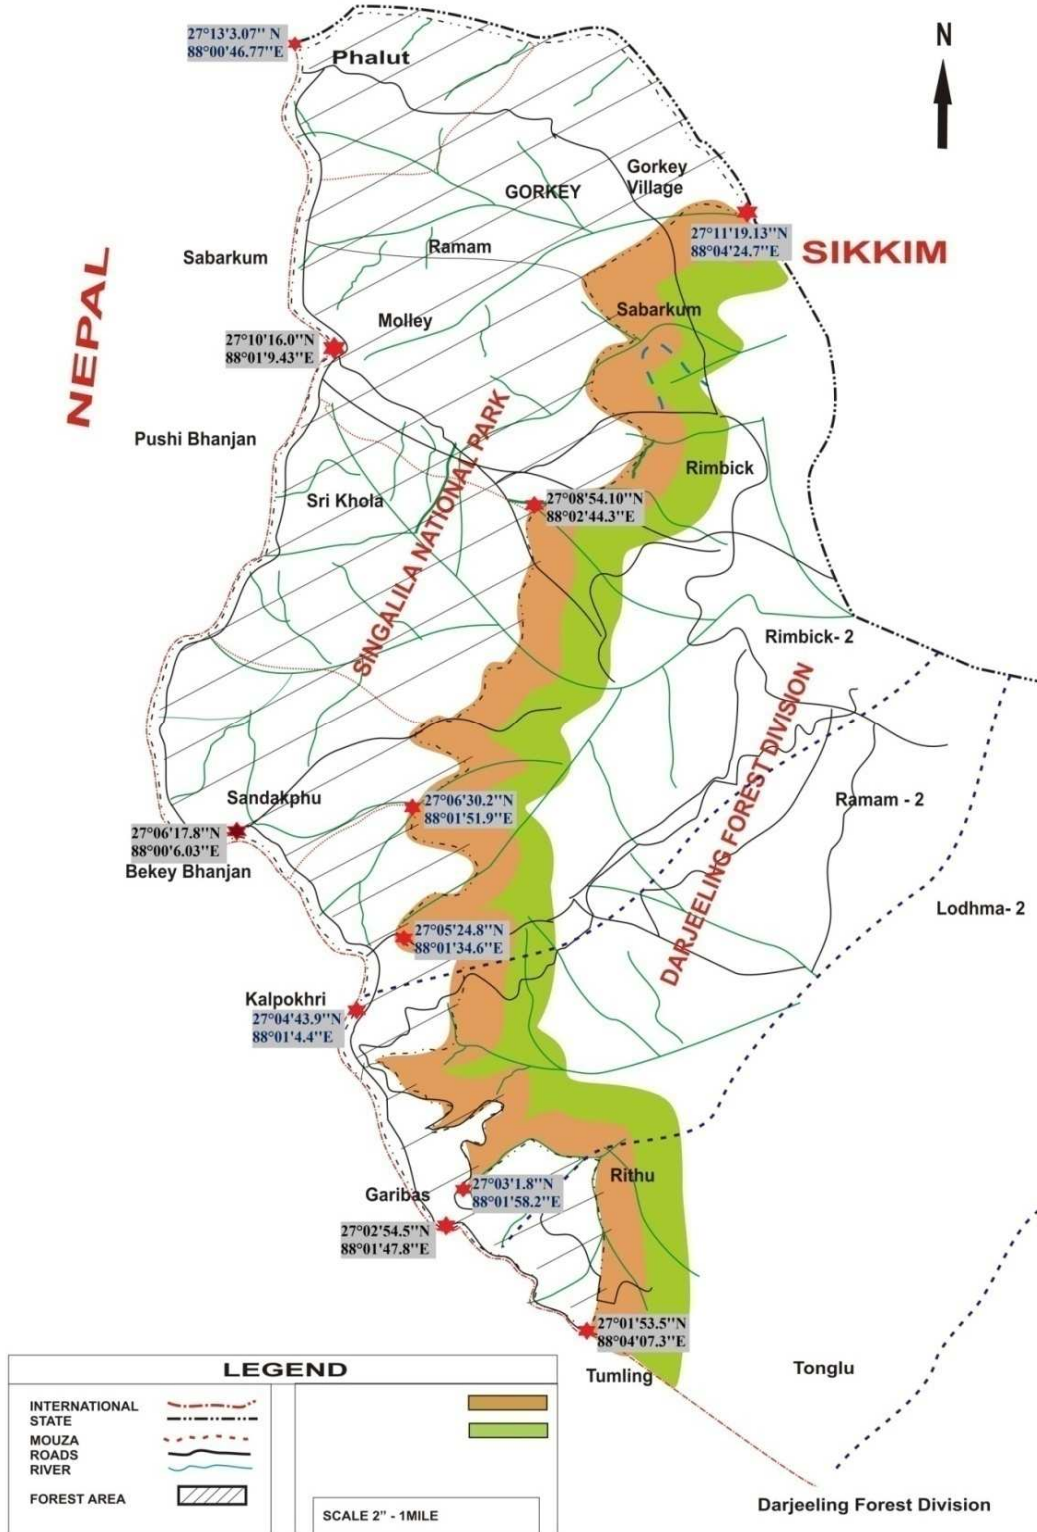 27°13'3.07'' N
88°00'46.77''E
Phalut
N
Gorkey
Village
GORKEY
27°11'19.13''N
88°04'24.7''E
SIKKIM
Ramam
Sabarkum
NEPAL
Sabarkum
Molley
27°10'16.0''N
88°01'9.43''E
Pushi Bhanjan
SINGALILA NATIONAL PARK
Rimbick
Sri Khola
27°08'54.10''N
88°02'44.3''E
Rimbick- 2
DARJEELING FOREST DIVISION
Sandakphu
27°06'30.2''N
88°01'51.9''E
Ramam - 2
27°06'17.8''N
88°00'6.03''E
Bekey Bhanjan
Lodhma- 2
27°05'24.8''N
88°01'34.6''E
Kalpokhri
27°04'43.9''N
88°01'4.4''E
Rithu
27°03'1.8''N
88°01'58.2''E
Garibas
27°02'54.5''N
88°01'47.8''E
27°01'53.5''N
88°04'07.3''E
Tumling
Tonglu
LEGEND
INTERNATIONAL
STATE
MOUZA
ROADS
RIVER
FOREST AREA
SCALE 2'' - 1MILE
Darjeeling Forest Division